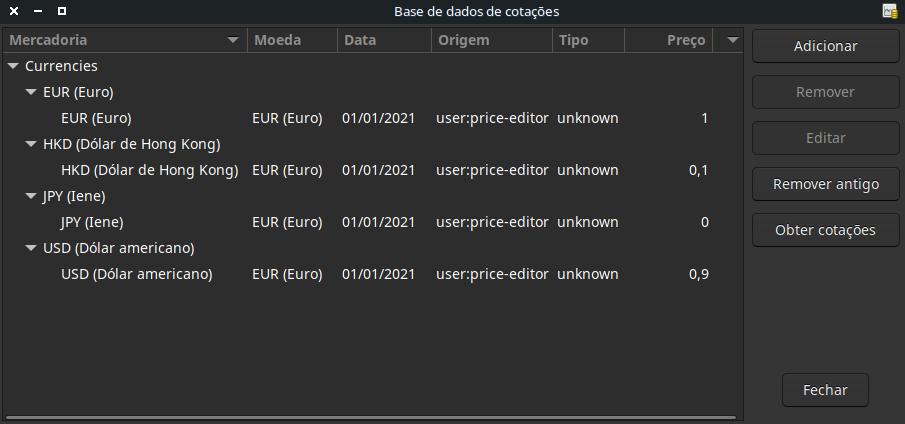 Base de dados de cotações
Mercadoria Moeda Data Origem Tipo Preço
Adicionar
Currencies
EUR (Euro)
Remover
EUR (Euro) EUR (Euro) 01/01/2021 user:price-editor unknown 1
HKD (Dólar de Hong Kong)
Editar
HKD (Dólar de Hong Kong) EUR (Euro) 01/01/2021 user:price-editor unknown 0,1
Remover antigo
JPY (Iene)
JPY (Iene) EUR (Euro) 01/01/2021 user:price-editor unknown 0
Obter cotações
USD (Dólar americano)
USD (Dólar americano) EUR (Euro) 01/01/2021 user:price-editor unknown 0,9
Fechar